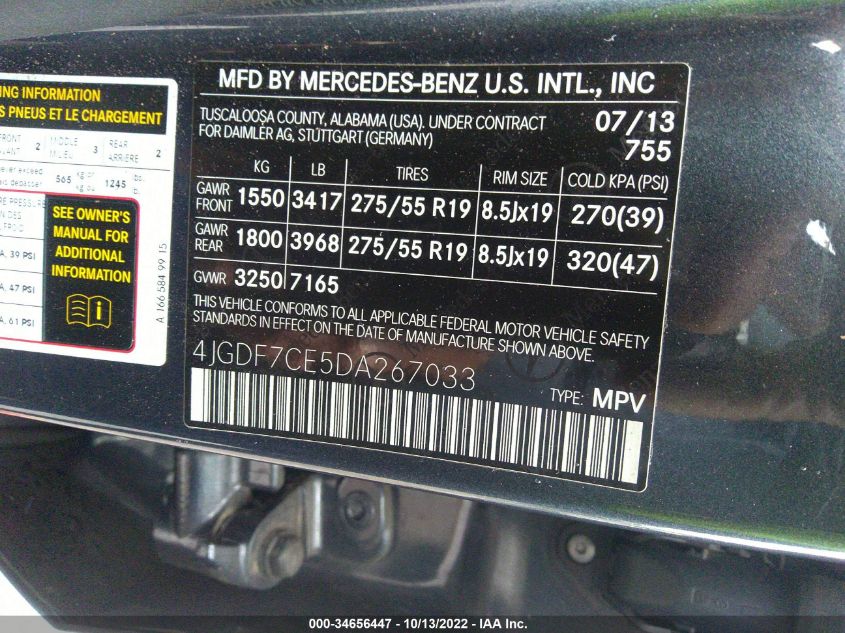 NG INFORMATION
S PNEUS ET LE CHARGEMENT
FRONT 2 MIDDLE MILIEU 3 REAR ARRIERE 2
ever exceed 565 1245
SEE OWNER'S
MANUAL FOR
ADDITIONAL
INFORMATION
A, 39 PSI
A, 47 PSI
A, 61 PSI
A 166 584 99 15
MFD BY MERCEDES-BENZ U.S. INTL., INC
TUSCALOOSA COUNTY, ALABAMA (USA). UNDER CONTRACT 07/13
FOR DAIMLER AG, STUTTGART (GERMANY) 755
KG LB TIRES RIM SIZE COLD KPA (PSI)
GAWR FRONT 1550 3417 275/55 R19 8.5Jx19 270(39)
GAWR REAR 1800 3968 275/55 R19 8.5Jx19 320(47)
GVWR 3250 7165
THIS VEHICLE CONFORMS TO ALL APPLICABLE FEDERAL MOTOR VEHICLE SAFETY
STANDARDS IN EFFECT ON THE DATE OF MANUFACTURE SHOWN ABOVE.
4JGDF7CE5DA267033
TYPE: MPV
000-34656447 - 10/13/2022 - IAA Inc.